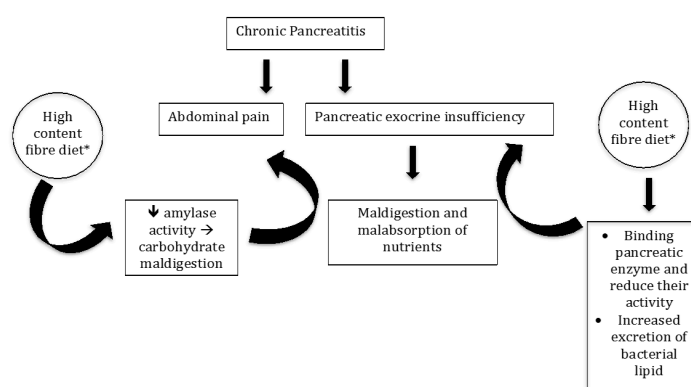 Chronic Pancreatitis
High
content
fibre diet*
Abdominal pain
Pancreatic exocrine insufficiency
High
content
fibre diet*
🡻 amylase
activity → 
carbohydrate
maldigestion
Maldigestion and
malabsorption of
nutrients
• Binding
pancreatic
enzyme and
reduce their
activity
• Increased
excretion of
bacterial
lipid